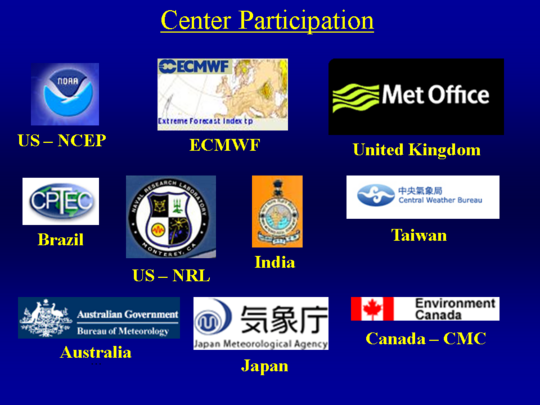 Center Participation
NOAA
ECMWF
Extreme Forecast Index tp
Met Office
US – NCEP
ECMWF
United Kingdom
CPTEC
NAVAL RESEARCH LABORATORY
MONTEREY, CA
中央氣象局
Central Weather Bureau
Brazil
US – NRL
India
Taiwan
Australian Government
Bureau of Meteorology
気象庁
Japan Meteorological Agency
Environment
Canada
Australia
Japan
Canada – CMC